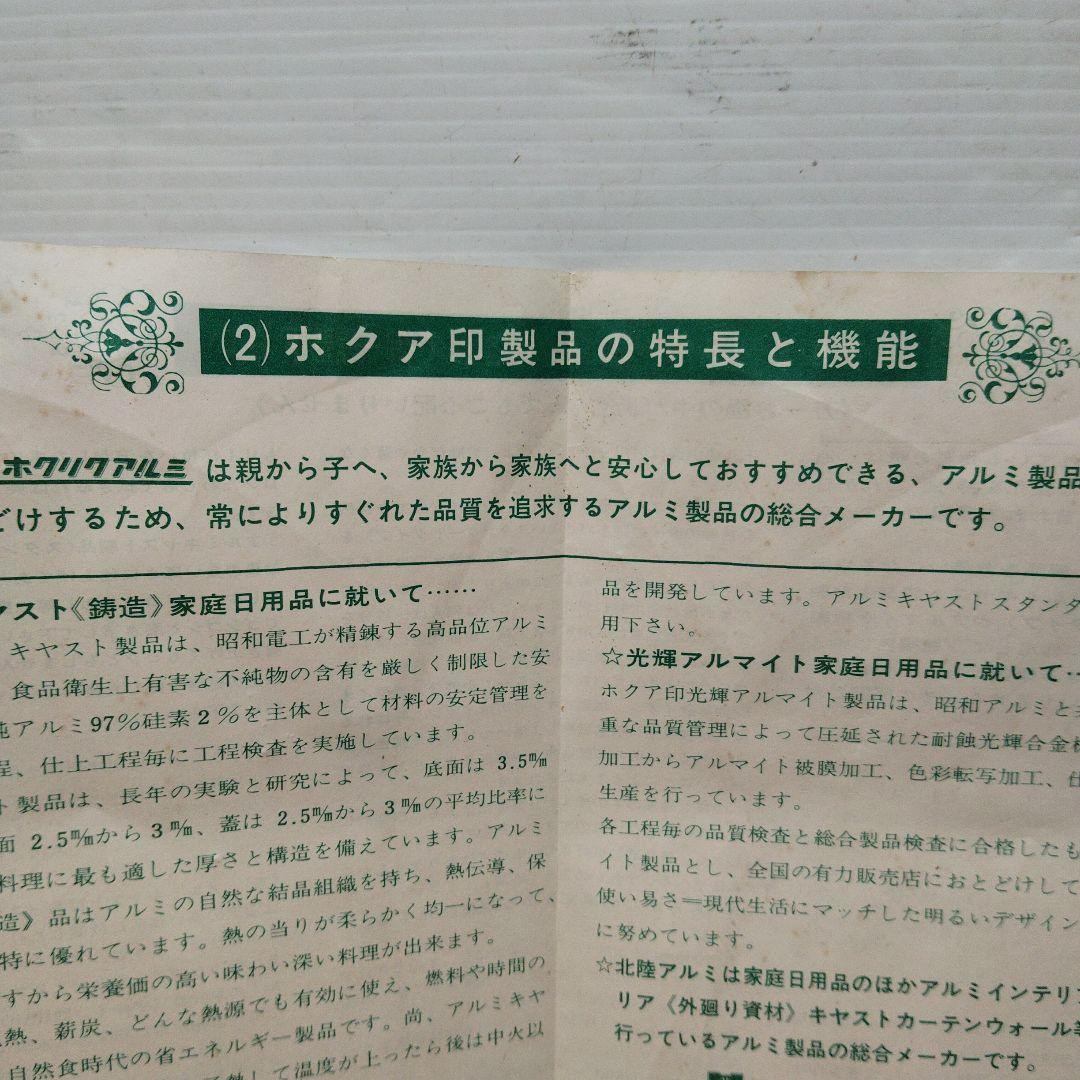 (2)ホクア印製品の特長と機能
ホクリクアルミ は親から子へ、家族から家族へと安心しておすすめできる、アルミ製品
どけするため、常によりすぐれた品質を追求するアルミ製品の総合メーカーです。
ヤスト《鋳造》家庭日用品に就いて……
キヤスト製品は、昭和電工が精錬する高品位アルミ
食品衛生上有害な不純物の含有を厳しく制限した安
純アルミ97%硅素2%を主体として材料の安定管理を
程、仕上工程毎に工程検査を実施しています。
ト製品は、長年の実験と研究によって、底面は 3.5㎜
面 2.5㎜から3㎜、蓋は 2.5㎜から3㎜の平均比率に
料理に最も適した厚さと構造を備えています。アルミ
造》品はアルミの自然な結晶組織を持ち、熱伝導、保
特に優れています。熱の当りが柔らかく均一になって、
すから栄養価の高い味わい深い料理が出来ます。
熱、薪炭、どんな熱源でも有効に使え、燃料や時間の
自然食時代の省エネルギー製品です。尚、アルミキヤ
熱して温度が上ったら後は中火以
品を開発しています。アルミキヤストスタンダ
用下さい。
☆光輝アルマイト家庭日用品に就いて…
ホクア印光輝アルマイト製品は、昭和アルミと
重な品質管理によって圧延された耐蝕光輝合金
加工からアルマイト被膜加工、色彩転写加工、仕
生産を行っています。
各工程毎の品質検査と総合製品検査に合格したも
イト製品とし、全国の有力販売店におとどけして
使い易さ＝現代生活にマッチした明るいデザイン
に努めています。
☆北陸アルミは家庭日用品のほかアルミインテリア
リア《外廻り資材》キヤストカーテンウォール等
行っているアルミ製品の総合メーカーです。